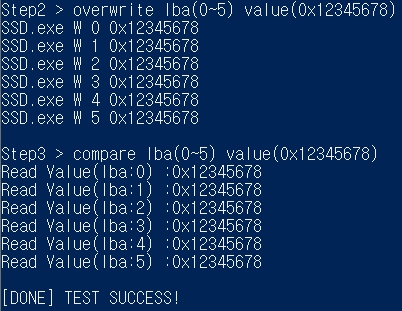 Step2 > overwrite lba(0~5) value(0x12345678)
SSD.exe W 0 0x12345678
SSD.exe W 1 0x12345678
SSD.exe W 2 0x12345678
SSD.exe W 3 0x12345678
SSD.exe W 4 0x12345678
SSD.exe W 5 0x12345678
Step3 > compare lba(0~5) value(0x12345678)
Read Value(lba:0) :0x12345678
Read Value(lba:1) :0x12345678
Read Value(lba:2) :0x12345678
Read Value(lba:3) :0x12345678
Read Value(lba:4) :0x12345678
Read Value(lba:5) :0x12345678
[DONE] TEST SUCCESS!